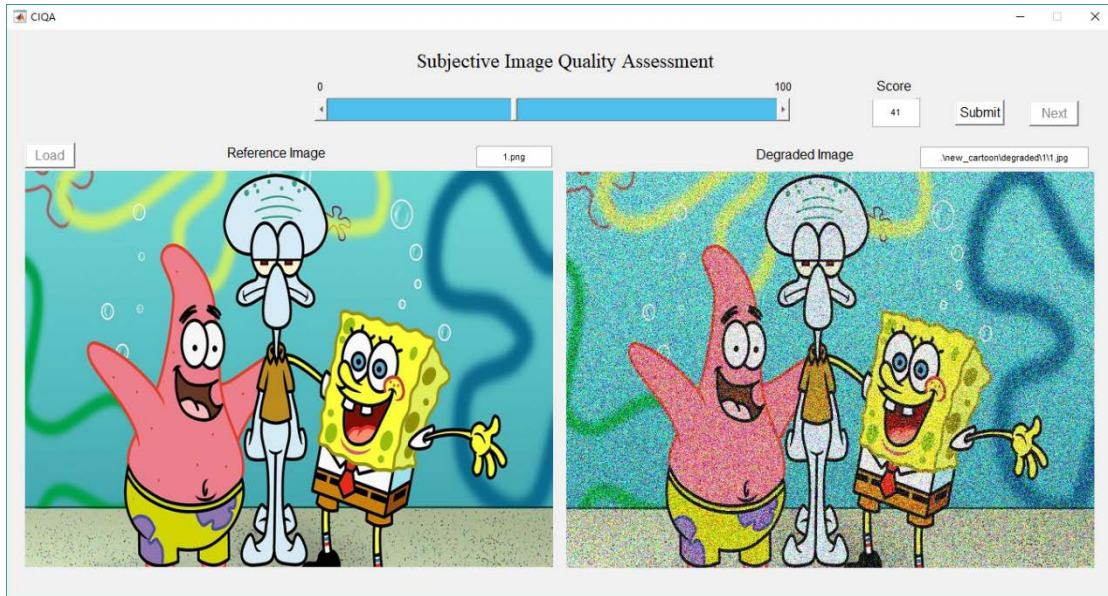 CIQA
Subjective Image Quality Assessment
0 100 Score
41 Submit Next
Load Reference Image 1.png Degraded Image .\new_cartoon\degraded\1\1.jpg